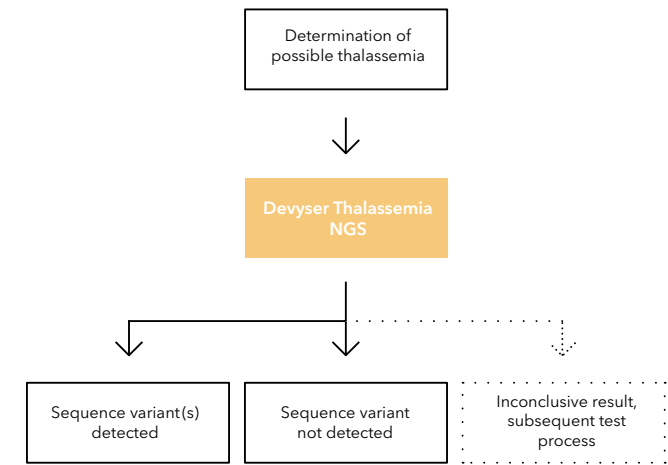 Determination of
possible thalassemia
Devyser Thalassemia
NGS
Sequence variant(s)
detected
Sequence variant
not detected
Inconclusive result,
subsequent test
process